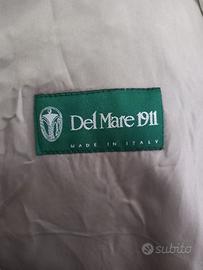 Del Mare 1911
MADE IN ITALY
subito